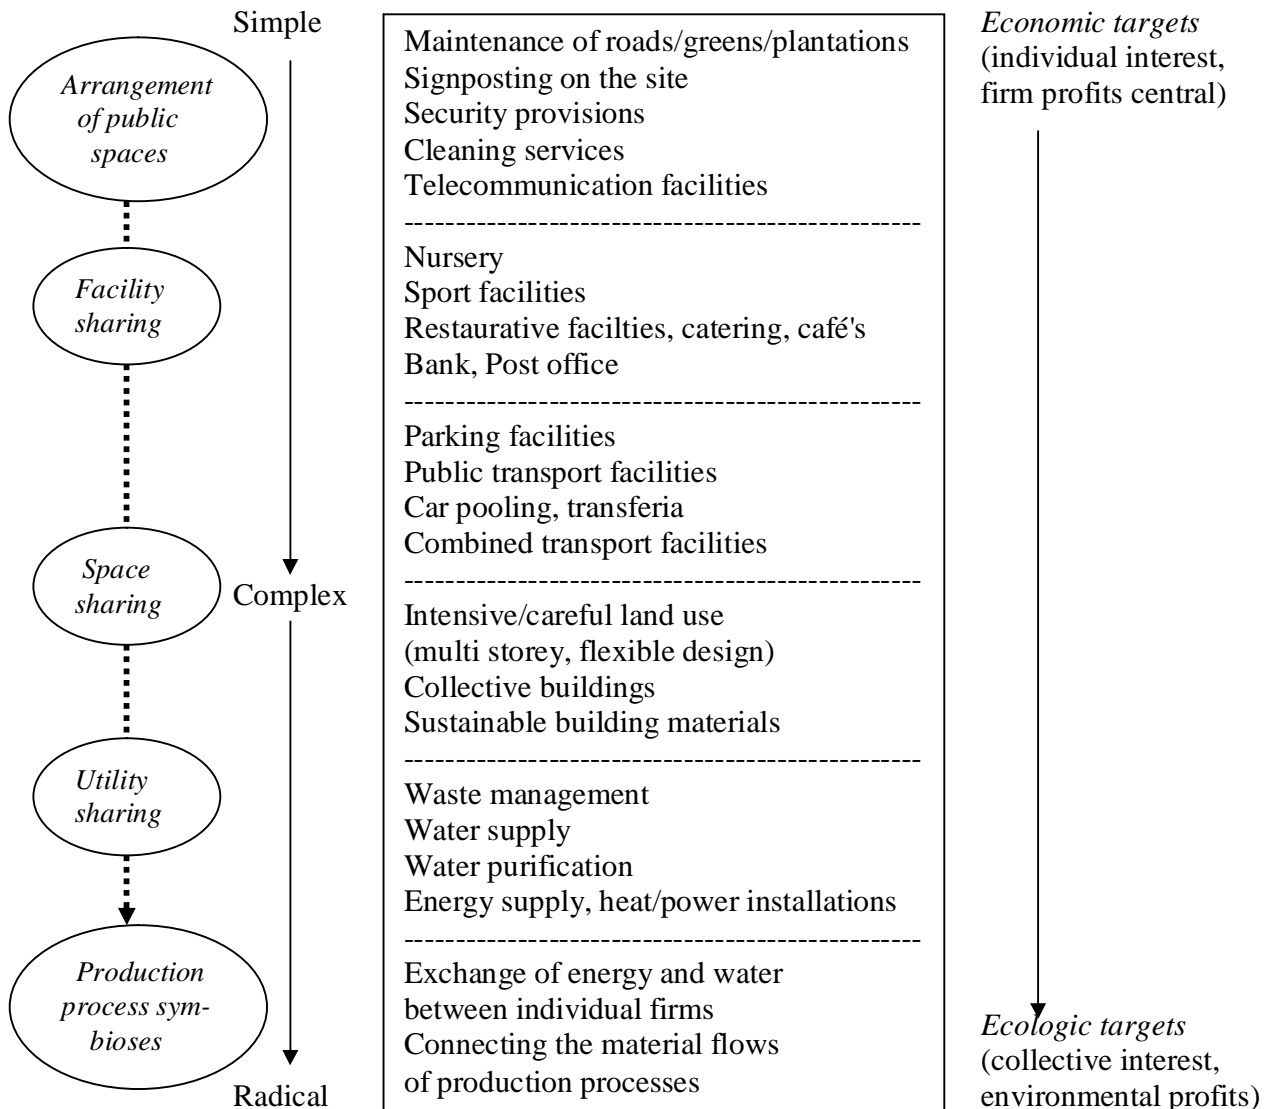 Simple
Arrangement
of public
spaces
Facility
sharing
Space
sharing
Complex
Utility
sharing
Production
process sym-
bioses
Radical
Maintenance of roads/greens/plantations
Signposting on the site
Security provisions
Cleaning services
Telecommunication facilities
--------------------------------------------------
Nursery
Sport facilities
Restaurative facilties, catering, café's
Bank, Post office
--------------------------------------------------
Parking facilities
Public transport facilities
Car pooling, transferia
Combined transport facilities
--------------------------------------------------
Intensive/careful land use
(multi storey, flexible design)
Collective buildings
Sustainable building materials
--------------------------------------------------
Waste management
Water supply
Water purification
Energy supply, heat/power installations
--------------------------------------------------
Exchange of energy and water
between individual firms
Connecting the material flows
of production processes
Economic targets
(individual interest,
firm profits central)
Ecologic targets
(collective interest,
environmental profits)